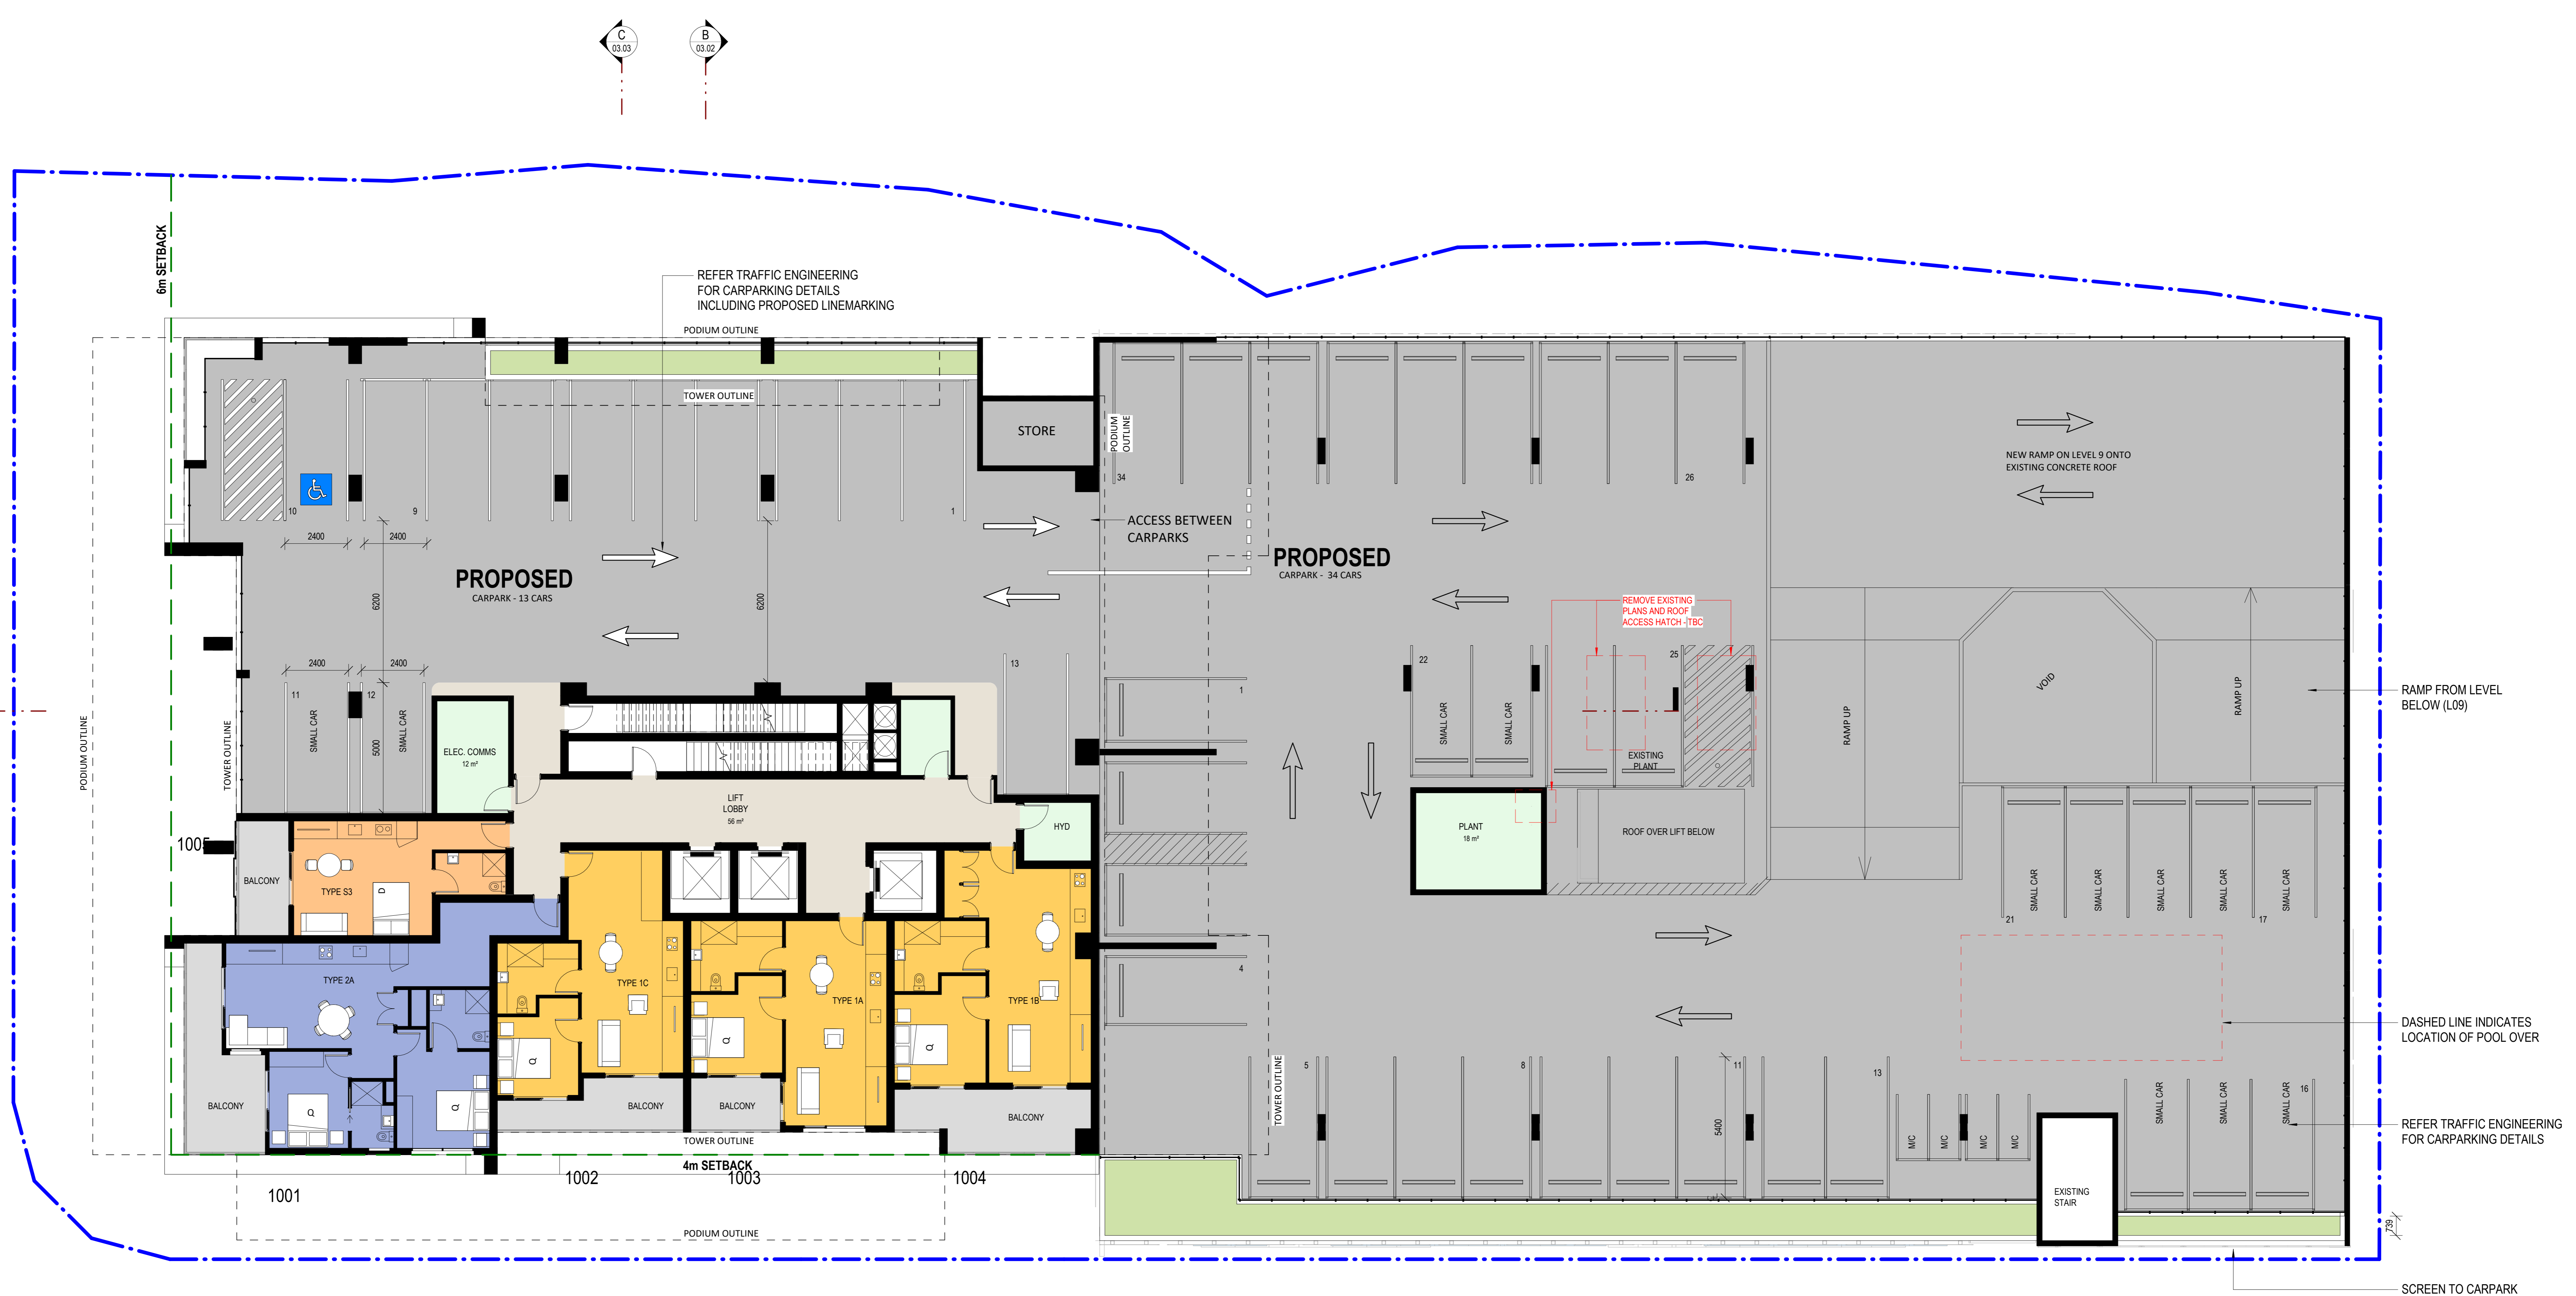 C
03.03
B
03.02
6m SETBACK
REFER TRAFFIC ENGINEERING
FOR CARPARKING DETAILS
INCLUDING PROPOSED LINEMARKING
PODIUM OUTLINE
TOWER OUTLINE
STORE
PODIUM
OUTLINE
34
26
NEW RAMP ON LEVEL 9 ONTO
EXISTING CONCRETE ROOF
10
9
1
ACCESS BETWEEN
CARPARKS
2400
2400
PROPOSED
CARPARK - 13 CARS
PROPOSED
CARPARK - 34 CARS
6200
6200
REMOVE EXISTING
PLANS AND ROOF
ACCESS HATCH - TBC
2400
2400
11
12
13
1
22
25
SMALL CAR
SMALL CAR
5000
PODIUM OUTLINE
TOWER OUTLINE
ELEC. COMMS
12 m²
SMALL CAR
SMALL CAR
EXISTING
PLANT
RAMP UP
VOID
RAMP UP
RAMP FROM LEVEL
BELOW (L09)
LIFT
LOBBY
56 m²
HYD
PLANT
18 m²
ROOF OVER LIFT BELOW
1005
BALCONY
TYPE S3
D
SMALL CAR
SMALL CAR
SMALL CAR
SMALL CAR
SMALL CAR
21
17
4
TYPE 2A
TYPE 1C
TYPE 1A
TYPE 1B
DASHED LINE INDICATES
LOCATION OF POOL OVER
Q
Q
Q
Q
Q
BALCONY
BALCONY
BALCONY
BALCONY
TOWER OUTLINE
5
8
11
13
16
5400
M/C
M/C
M/C
M/C
SMALL CAR
SMALL CAR
SMALL CAR
REFER TRAFFIC ENGINEERING
FOR CARPARKING DETAILS
TOWER OUTLINE
4m SETBACK
1001
1002
1003
1004
EXISTING
STAIR
739
PODIUM OUTLINE
SCREEN TO CARPARK